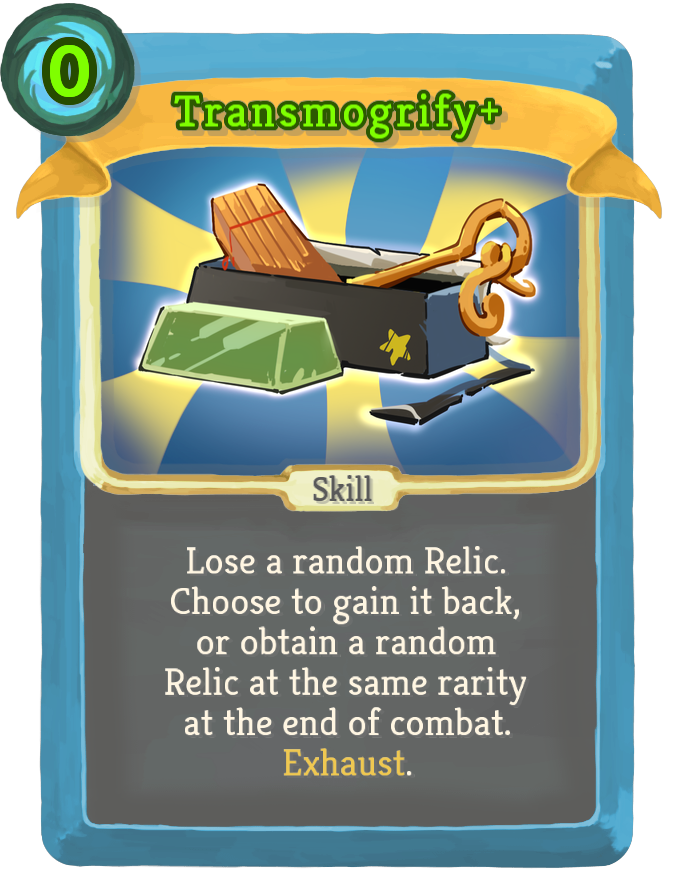 0
Transmogrify+
Skill
Lose a random Relic.
Choose to gain it back,
or obtain a random
Relic at the same rarity
at the end of combat.
Exhaust.